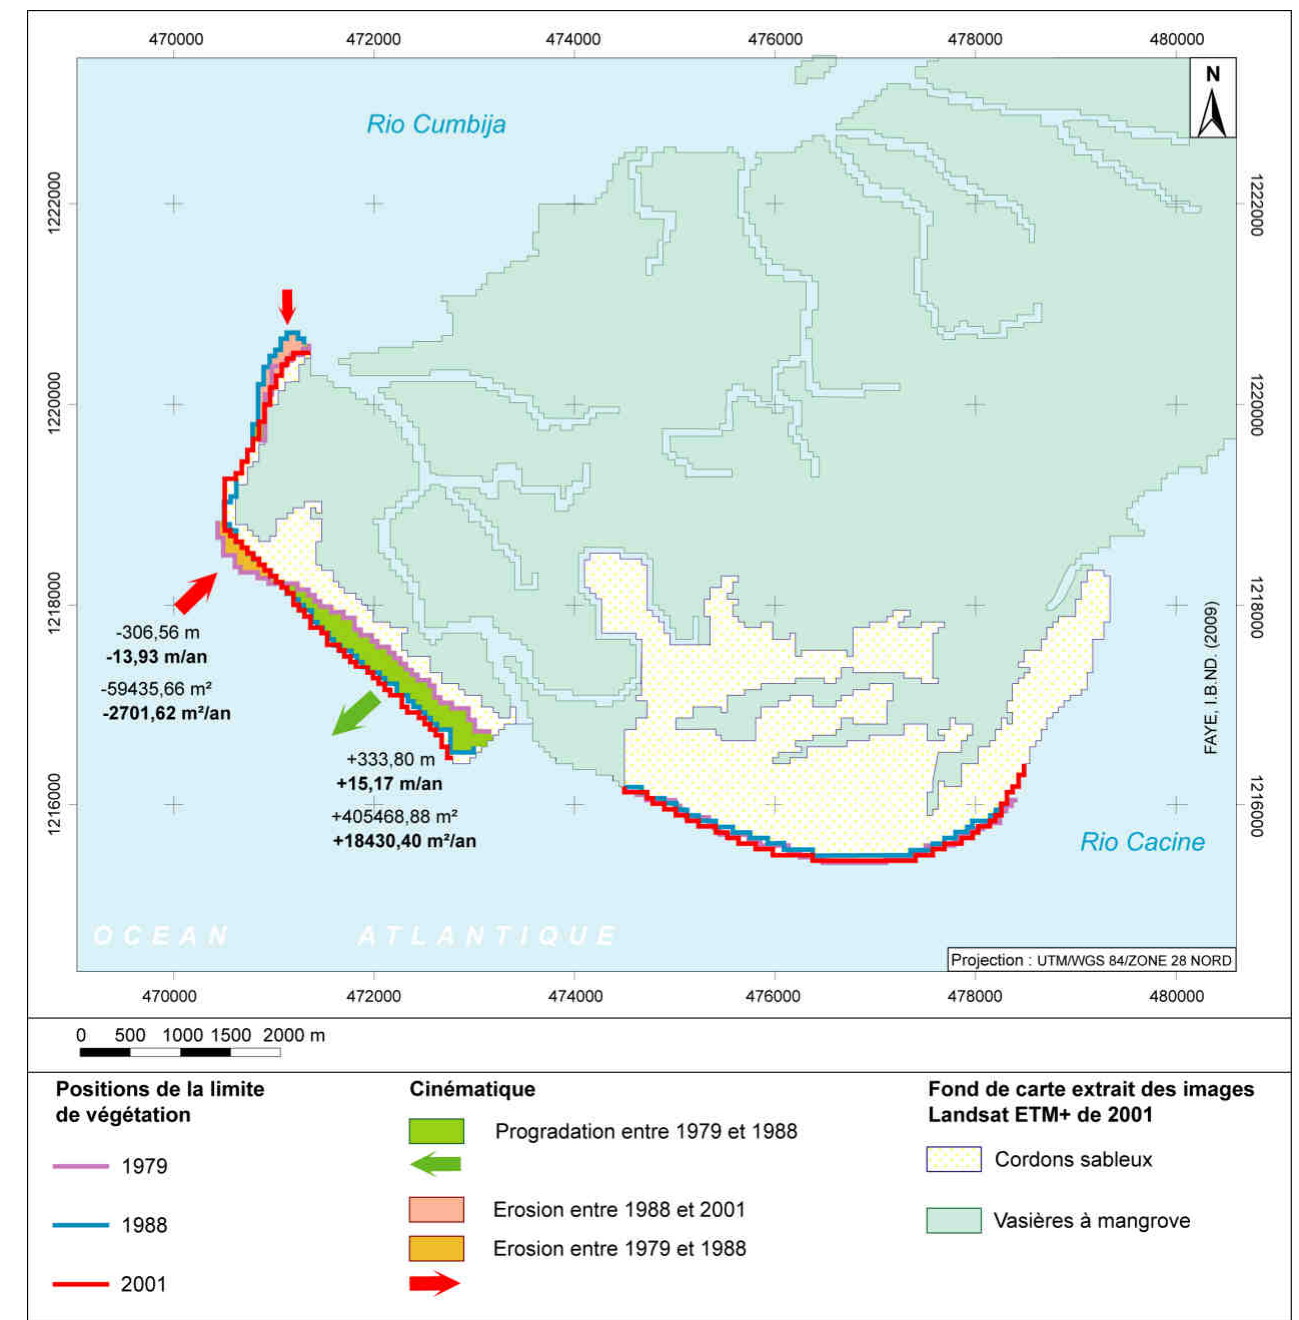 470000 472000 474000 476000 478000 480000
N
Rio Cumbija
1222000 1222000
1220000 1220000
1218000 1218000
1216000 1216000
-306,56 m
-13,93 m/an
-59435,66 m²
-2701,62 m²/an
+333,80 m
+15,17 m/an
+405468,88 m²
+18430,40 m²/an
FAYE, I.B.ND. (2009)
Rio Cacine
OCEAN ATLANTIQUE
Projection : UTM/WGS 84/ZONE 28 NORD
470000 472000 474000 476000 478000 480000
0 500 1000 1500 2000 m
Positions de la limite
de végétation
1979
1988
2001
Cinématique
Progradation entre 1979 et 1988
Erosion entre 1988 et 2001
Erosion entre 1979 et 1988
Fond de carte extrait des images
Landsat ETM+ de 2001
Cordons sableux
Vasières à mangrove